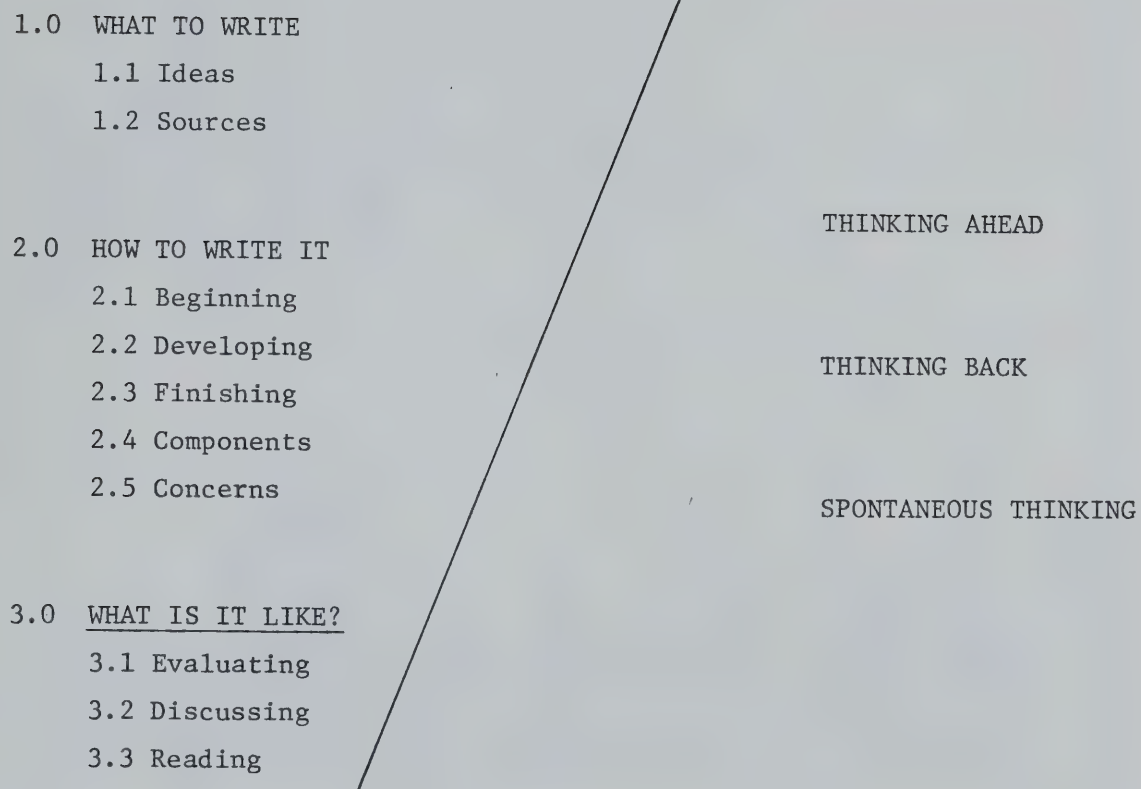 1.0 WHAT TO WRITE
1.1 Ideas
1.2 Sources
2.0 HOW TO WRITE IT
2.1 Beginning
2.2 Developing
2.3 Finishing
2.4 Components
2.5 Concerns
3.0 WHAT IS IT LIKE?
3.1 Evaluating
3.2 Discussing
3.3 Reading
THINKING AHEAD
THINKING BACK
SPONTANEOUS THINKING